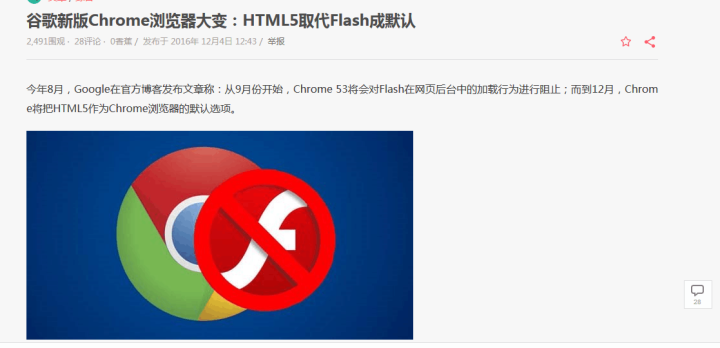 谷歌新版Chrome浏览器大变：HTML5取代Flash成默认
2,491围观 · 28评论 · 0香蕉 / 发布于 2016年 12月4日 12:43 / 举报
今年8月，Google在官方博客发布文章称：从9月份开始，Chrome 53将会对Flash在网页后台中的加载行为进行阻止；而到12月，Chrom
e将把HTML5作为Chrome浏览器的默认选项。
28